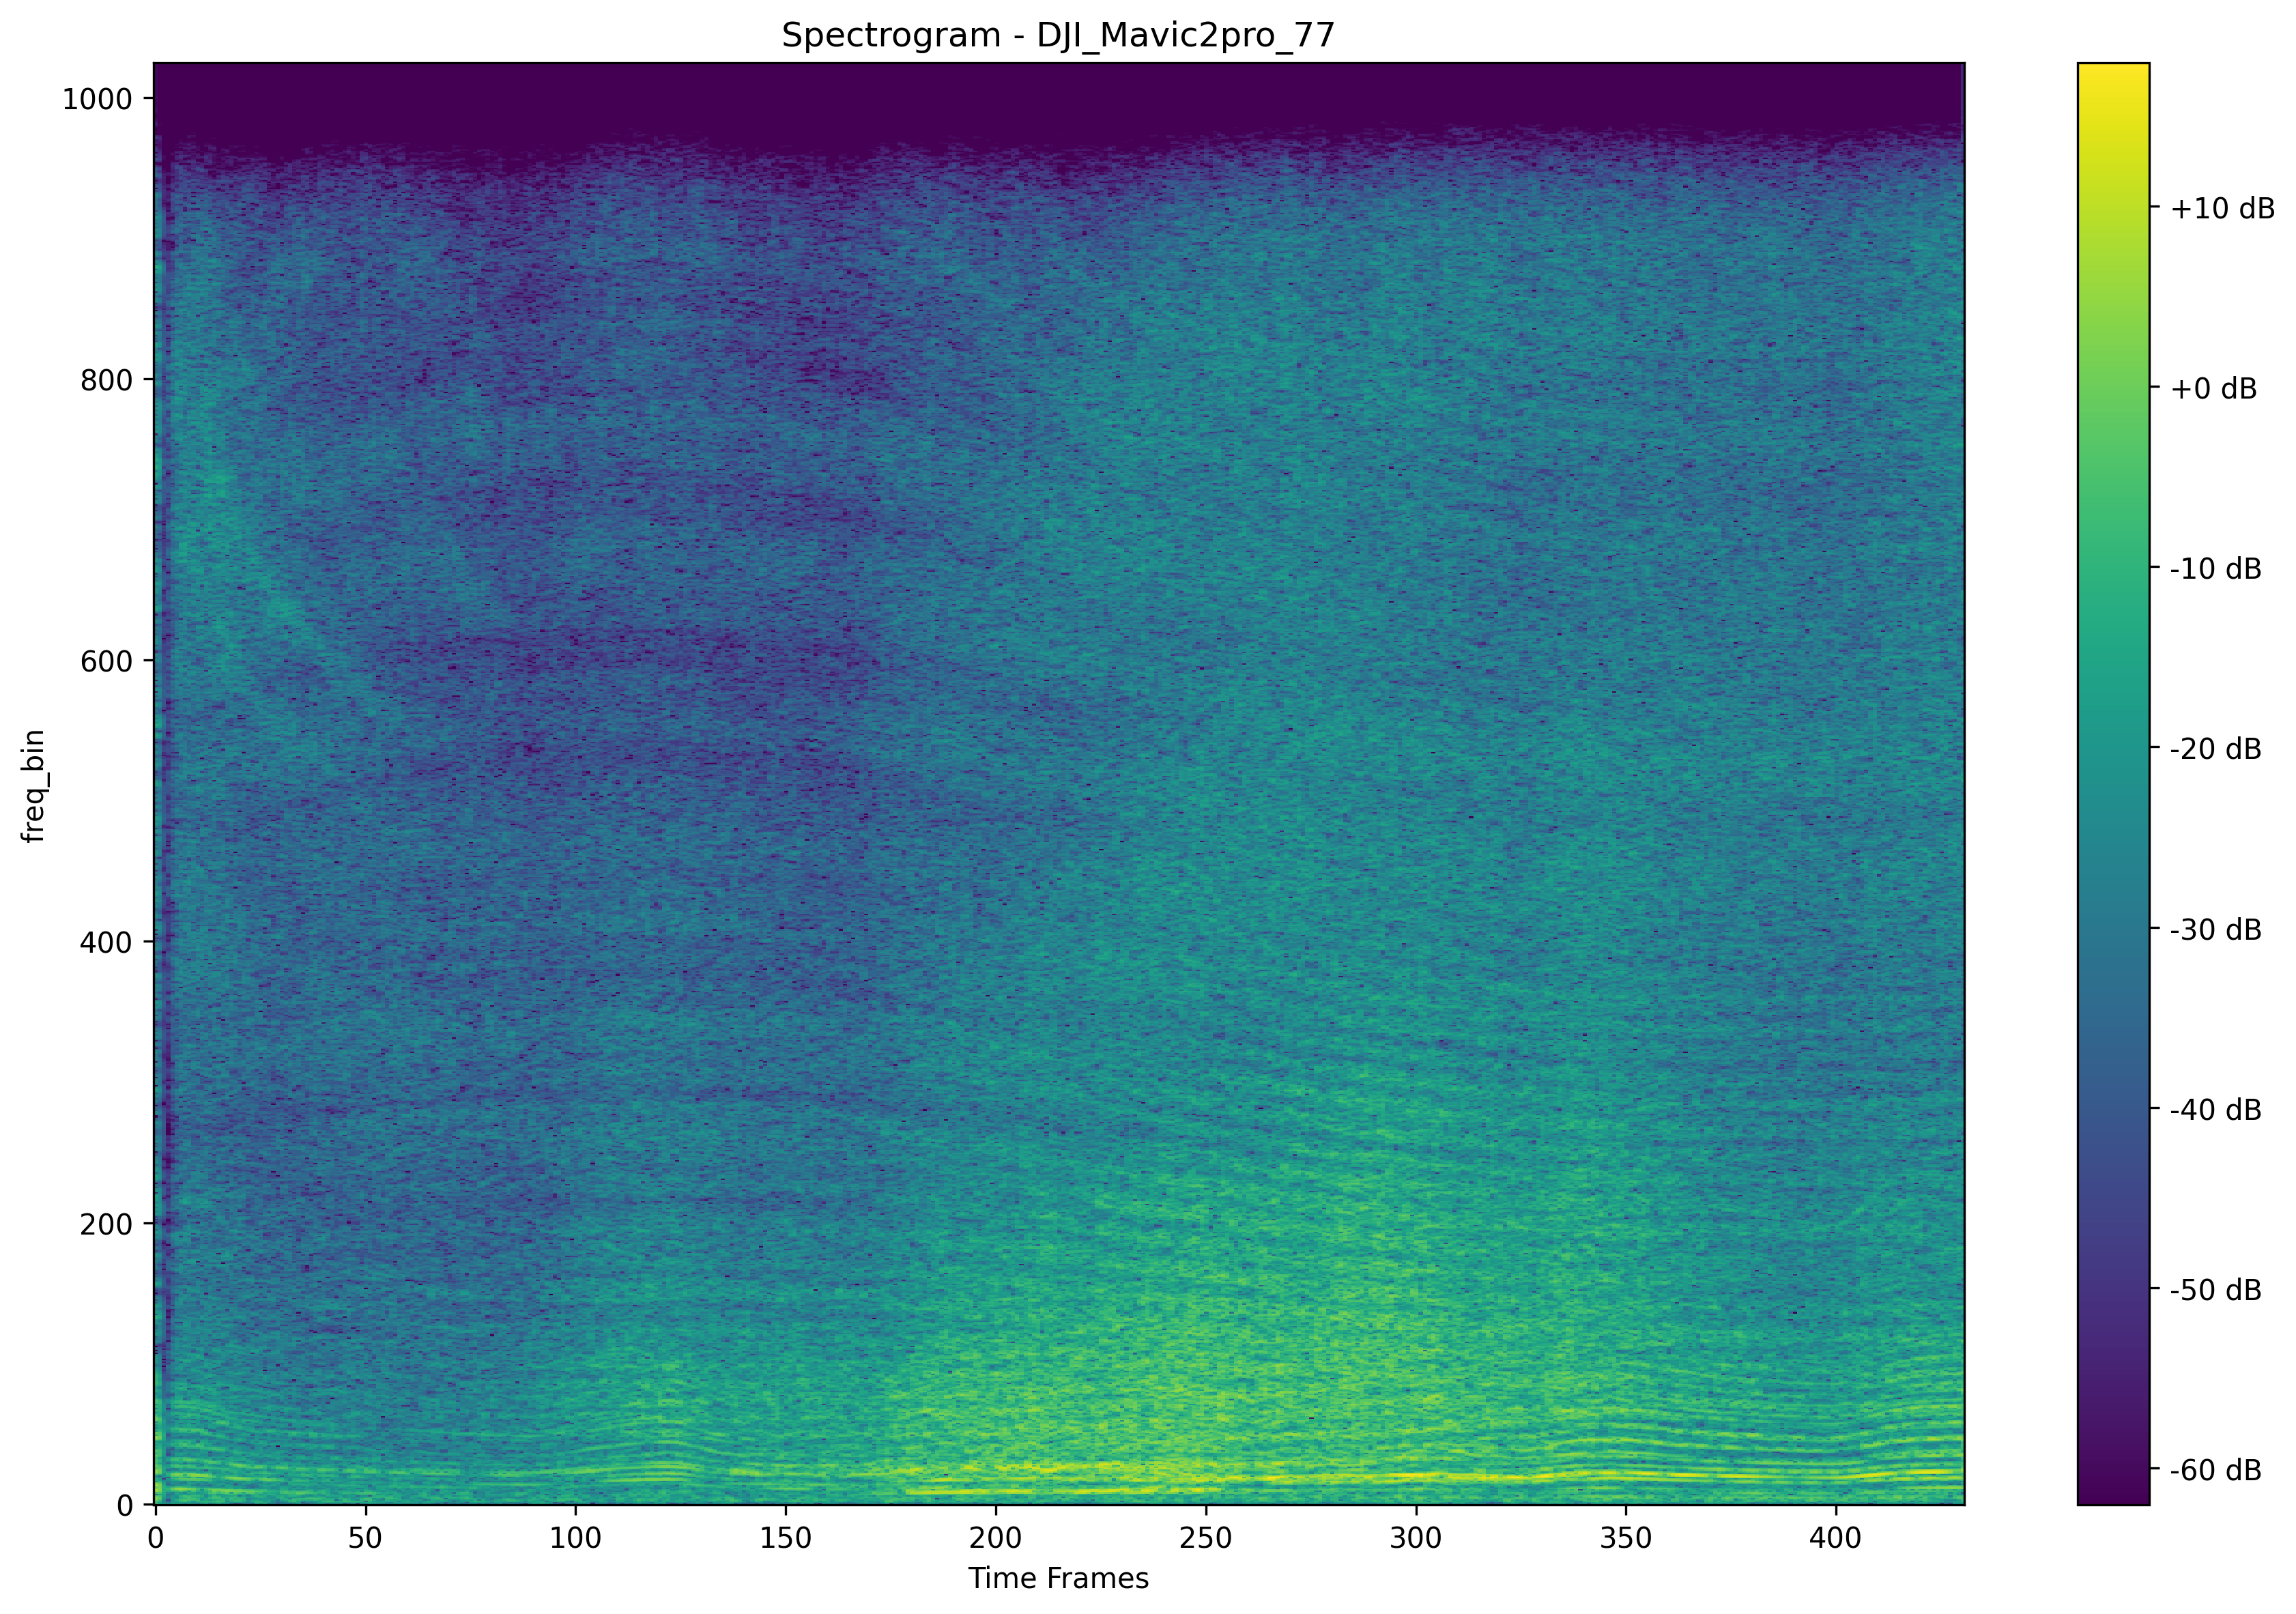 Spectrogram - DJI_Mavic2pro_77
1000
800
600
400
200
0
freq_bin
0 50 100 150 200 250 300 350 400
Time Frames
+10 dB
+0 dB
-10 dB
-20 dB
-30 dB
-40 dB
-50 dB
-60 dB